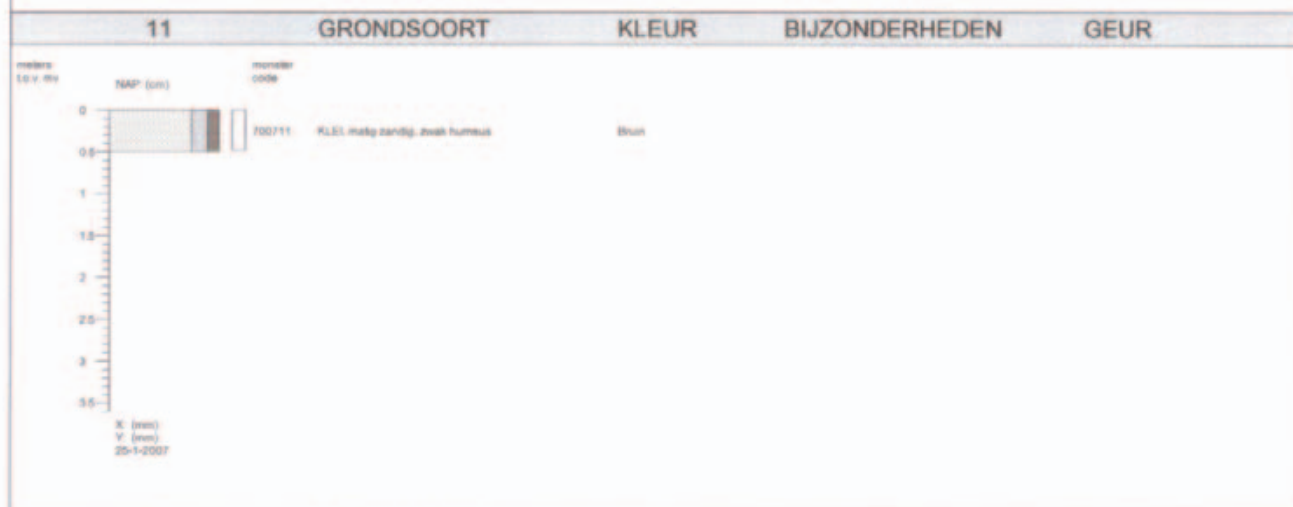 11 GRONDSOORT KLEUR BIJZONDERHEDEN GEUR
meters monster
t.o.v. mv code
NAP: (cm)
0
700711 KLEI, matig zandig, zwak humeus Bruin
0.5
1
1.5
2
2.5
3
3.5
X: (mm)
Y: (mm)
25-1-2007